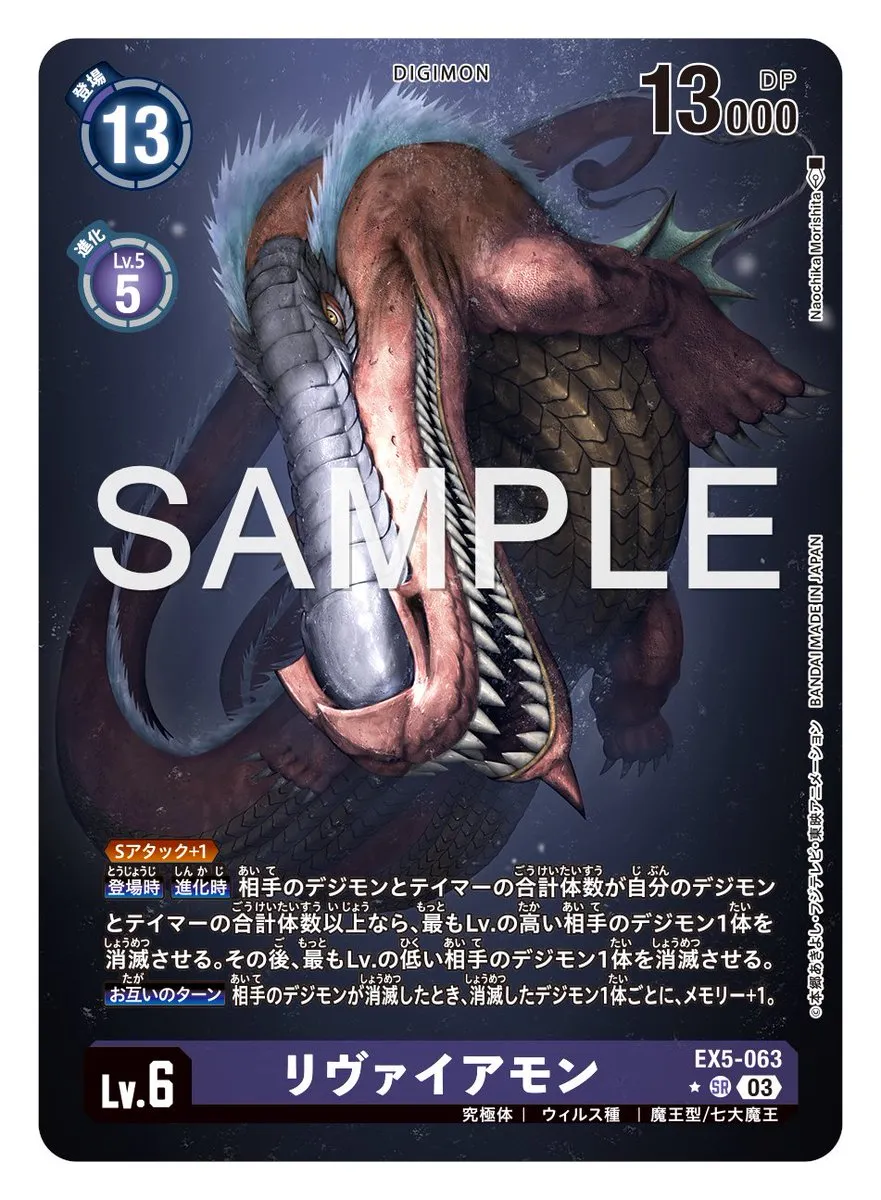 DIGIMON
登場
13
13000
DP
進化
Lv.5
5
Naochika Morishita
SAMPLE
BANDAI MADE IN JAPAN
©本郷あきよし・フジテレビ・東映アニメーション
Sアタック+1
登場時 進化時 相手のデジモンとテイマーの合計体数が自分のデジモン
とテイマーの合計体数以上なら、最もLv.の高い相手のデジモン1体を
消滅させる。その後、最もLv.の低い相手のデジモン1体を消滅させる。
お互いのターン 相手のデジモンが消滅したとき、消滅したデジモン1体ごとに、メモリー+1。
Lv.6
リヴァイアモン
EX5-063
SR 03
究極体 | ウィルス種 | 魔王型/七大魔王